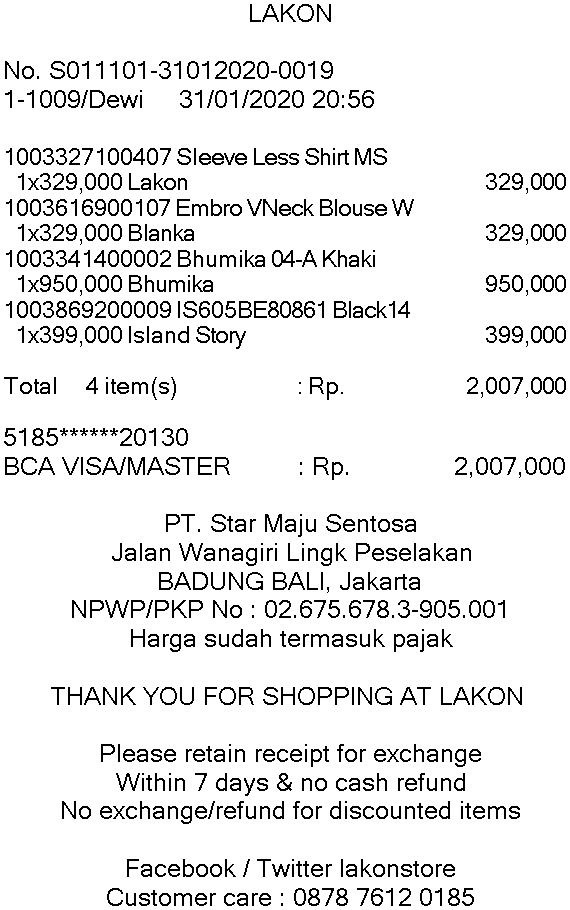 LAKON
No. S011101-31012020-0019
1-1009/Dewi 31/01/2020 20:56
1003327100407 Sleeve Less Shirt MS
1x329,000 Lakon 329,000
1003616900107 Embro VNeck Blouse W
1x329,000 Blanka 329,000
1003341400002 Bhumika 04-A Khaki
1x950,000 Bhumika 950,000
1003869200009 IS605BE80861 Black14
1x399,000 Island Story 399,000
Total 4 item(s) : Rp. 2,007,000
5185******20130
BCA VISA/MASTER : Rp. 2,007,000
PT. Star Maju Sentosa
Jalan Wanagiri Lingk Peselakan
BADUNG BALI, Jakarta
NPWP/PKP No : 02.675.678.3-905.001
Harga sudah termasuk pajak
THANK YOU FOR SHOPPING AT LAKON
Please retain receipt for exchange
Within 7 days & no cash refund
No exchange/refund for discounted items
Facebook / Twitter lakonstore
Customer care : 0878 7612 0185